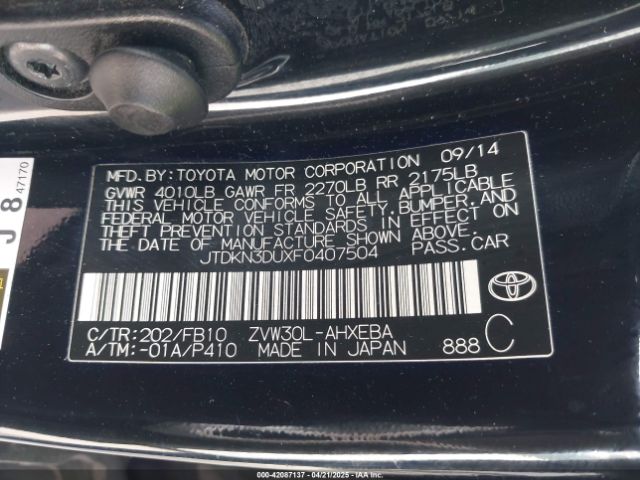 J 8
47170
MFD. BY: TOYOTA MOTOR CORPORATION 09/14
GVWR 4010LB GAWR FR 2270LB RR 2175LB
THIS VEHICLE CONFORMS TO ALL APPLICABLE
FEDERAL MOTOR VEHICLE SAFETY, BUMPER, AND
THEFT PREVENTION STANDARDS IN EFFECT ON
THE DATE OF MANUFACTURE SHOWN ABOVE.
JTDKN3DUXF0407504 PASS. CAR
C/TR: 202/FB10 ZVW30L-AHXEBA
A/TM: -01A/P410 MADE IN JAPAN 888 C
TOYOTA
000-42087137 - 04/21/2025 - IAAI.COM